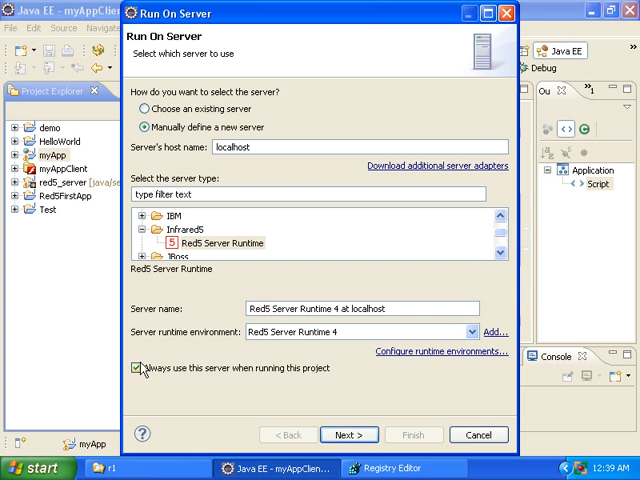 Java EE - myAppClient
Run On Server
File Edit Source Navigate
Run On Server
Select which server to use
Java EE
Debug
Project Explorer
How do you want to select the server?
Ou
»1
Choose an existing server
demo
Manually define a new server
HelloWorld
Server's host name: localhost
myApp
myAppClient
Download additional server adapters
Application
red5_server [java/se
Select the server type:
Script
Red5FirstApp
type filter text
Test
IBM
Infrared5
5 Red5 Server Runtime
JBoss
Red5 Server Runtime
Server name: Red5 Server Runtime 4 at localhost
Server runtime environment: Red5 Server Runtime 4 Add...
Configure runtime environments...
Console
Always use this server when running this project
? < Back Next > Finish Cancel
myApp
start r1 Java EE - myAppClien... Registry Editor 12:39 AM